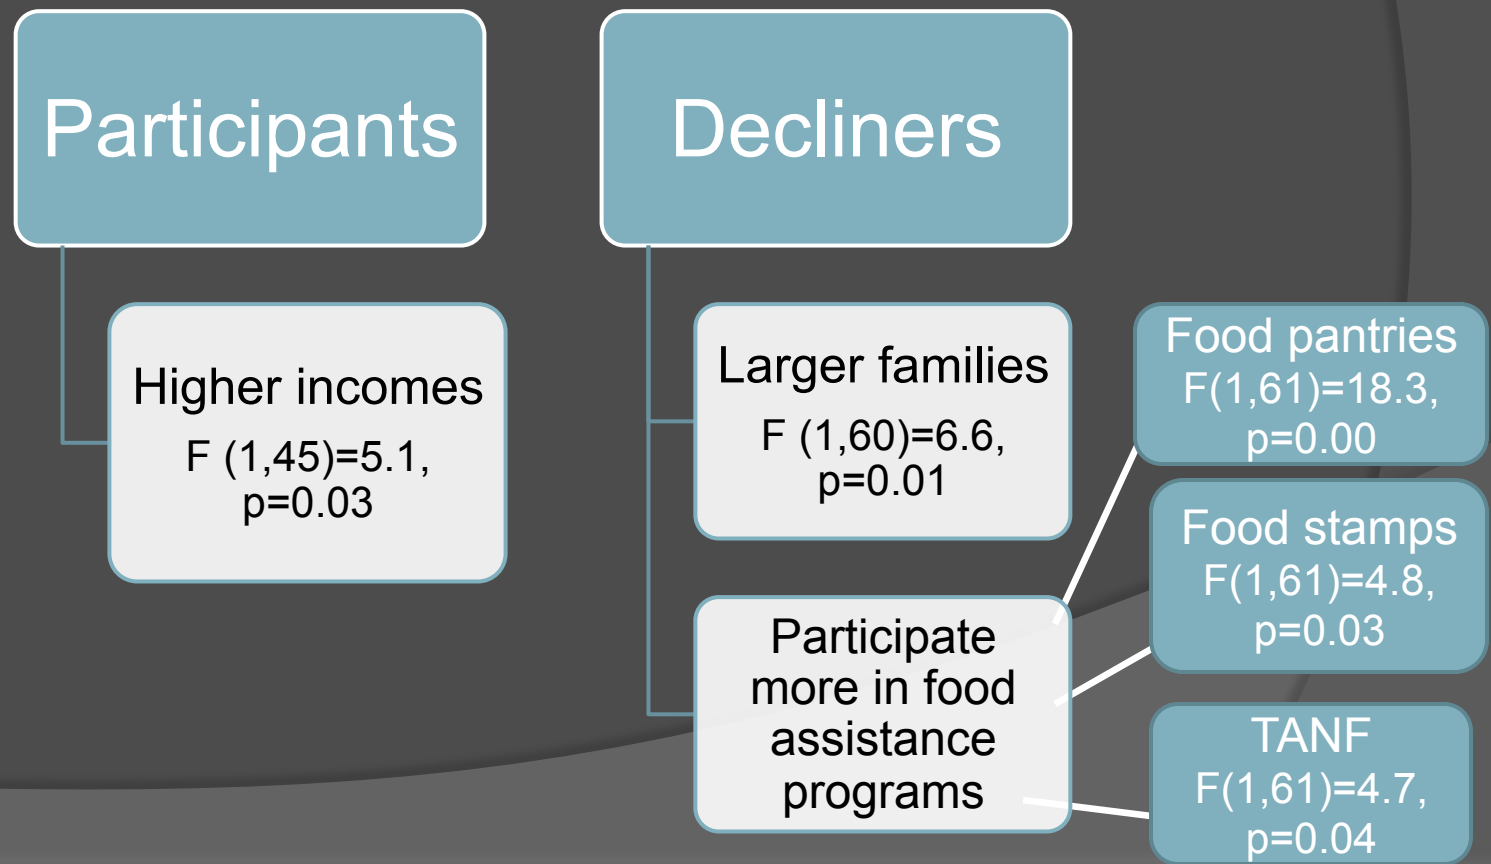 Participants
Higher incomes
F (1,45)=5.1,
p=0.03
Decliners
Larger families
F (1,60)=6.6,
p=0.01
Participate
more in food
assistance
programs
Food pantries
F(1,61)=18.3,
p=0.00
Food stamps
F(1,61)=4.8,
p=0.03
TANF
F(1,61)=4.7,
p=0.04